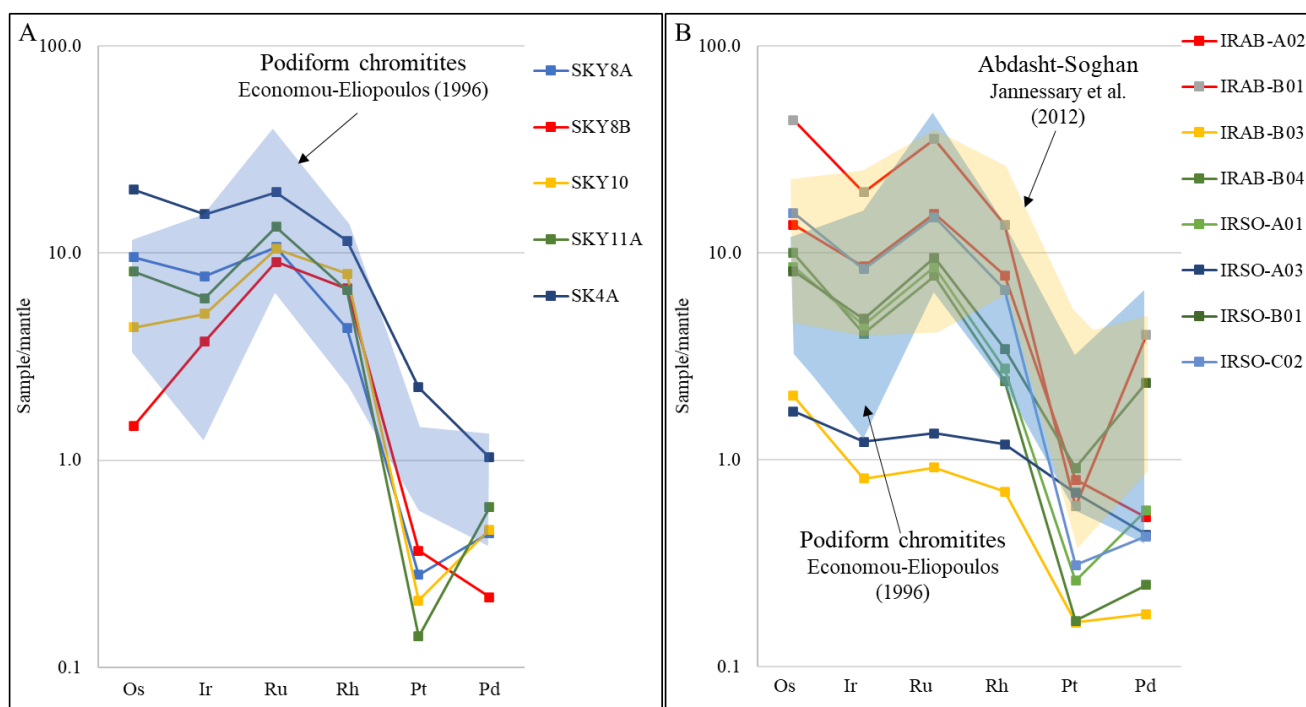 A
100.0
10.0
1.0
0.1
Sample/mantle
Podiform chromitites
Economou-Eliopoulos (1996)
Os
Ir
Ru
Rh
Pt
Pd
SKY8A
SKY8B
SKY10
SKY11A
SK4A
B
100.0
10.0
1.0
0.1
Sample/mantle
Abdasht-Soghan
Jannessary et al.
(2012)
Podiform chromitites
Economou-Eliopoulos
(1996)
Os
Ir
Ru
Rh
Pt
Pd
IRAB-A02
IRAB-B01
IRAB-B03
IRAB-B04
IRSO-A01
IRSO-A03
IRSO-B01
IRSO-C02